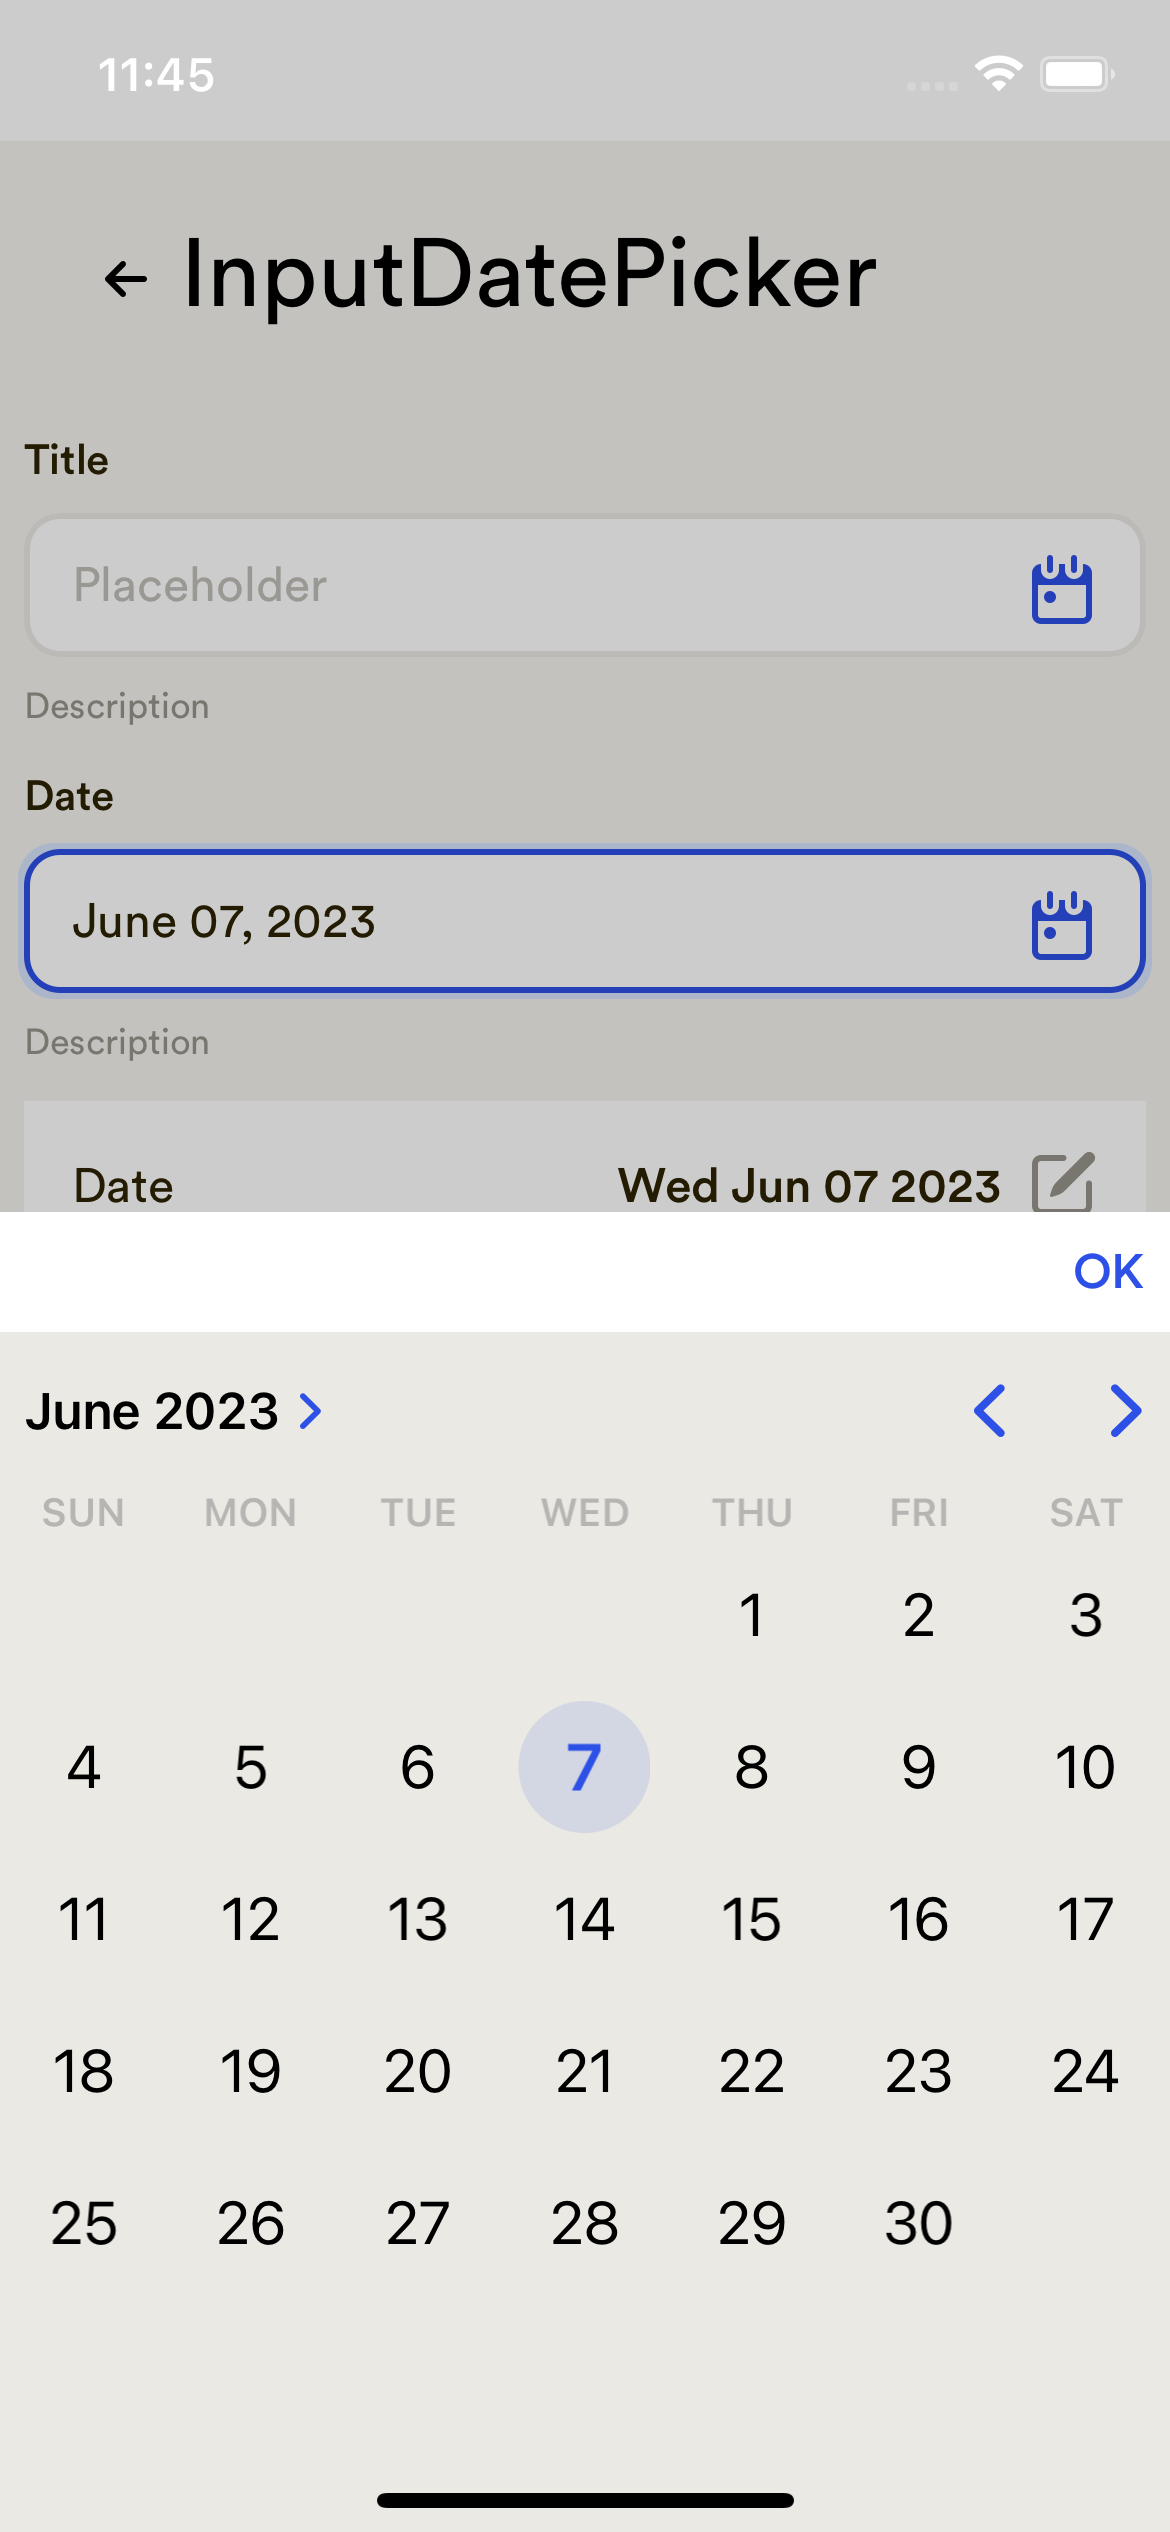 11:45
InputDatePicker
Title
Placeholder
Description
Date
June 07, 2023
Description
Date Wed Jun 07 2023
OK
June 2023
SUN MON TUE WED THU FRI SAT
1 2 3
4 5 6 7 8 9 10
11 12 13 14 15 16 17
18 19 20 21 22 23 24
25 26 27 28 29 30